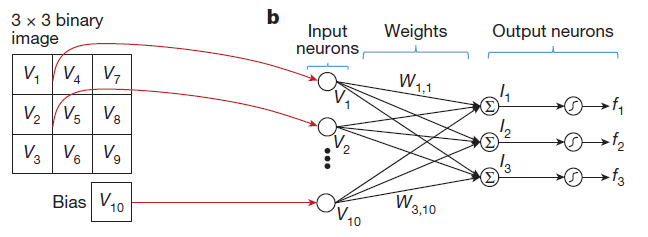 3 × 3 binary
image
b
Input
neurons
Weights
Output neurons
V1 V4 V7
V2 V5 V8
V3 V6 V9
Bias V10
V1
V2
V10
W1,1
W3,10
I1
I2
I3
Σ
Σ
Σ
f1
f2
f3